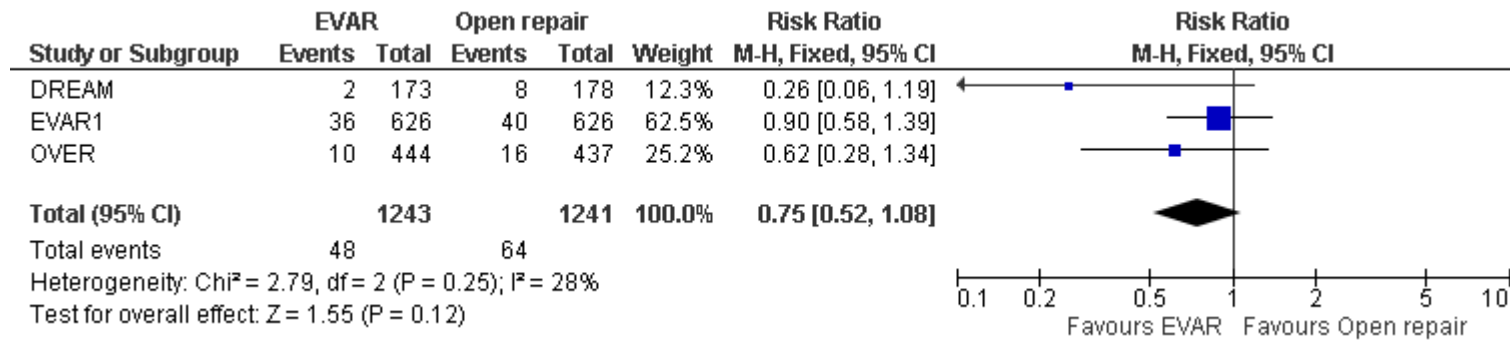 EVAR Open repair Risk Ratio Risk Ratio
Study or Subgroup Events Total Events Total Weight M-H, Fixed, 95% CI M-H, Fixed, 95% CI
DREAM 2 173 8 178 12.3% 0.26 [0.06, 1.19]
EVAR1 36 626 40 626 62.5% 0.90 [0.58, 1.39]
OVER 10 444 16 437 25.2% 0.62 [0.28, 1.34]
Total (95% CI) 1243 1241 100.0% 0.75 [0.52, 1.08]
Total events 48 64
Heterogeneity: Chi² = 2.79, df = 2 (P = 0.25); I² = 28%
Test for overall effect: Z = 1.55 (P = 0.12)
0.1 0.2 0.5 1 2 5 10
Favours EVAR Favours Open repair